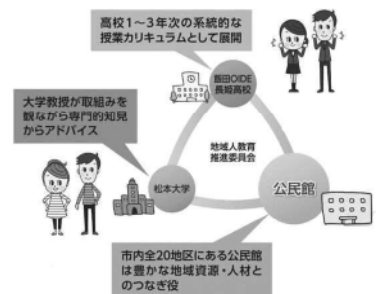 高校1~3年次の系統的な
授業カリキュラムとして展開
飯田OIDE
長姫高校
大学教授が取組みを
観ながら専門的知見
からアドバイス
地域人教育
推進委員会
松本大学
公民館
市内全20地区にある公民館
は豊かな地域資源・人材と
のつなぎ役